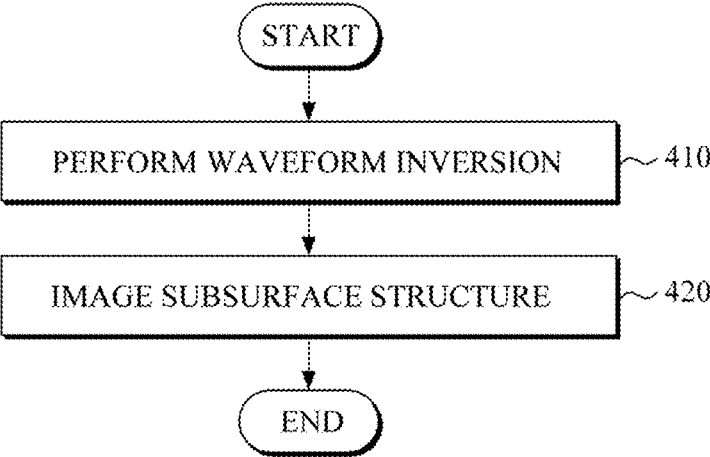 START
PERFORM WAVEFORM INVERSION
410
IMAGE SUBSURFACE STRUCTURE
420
END